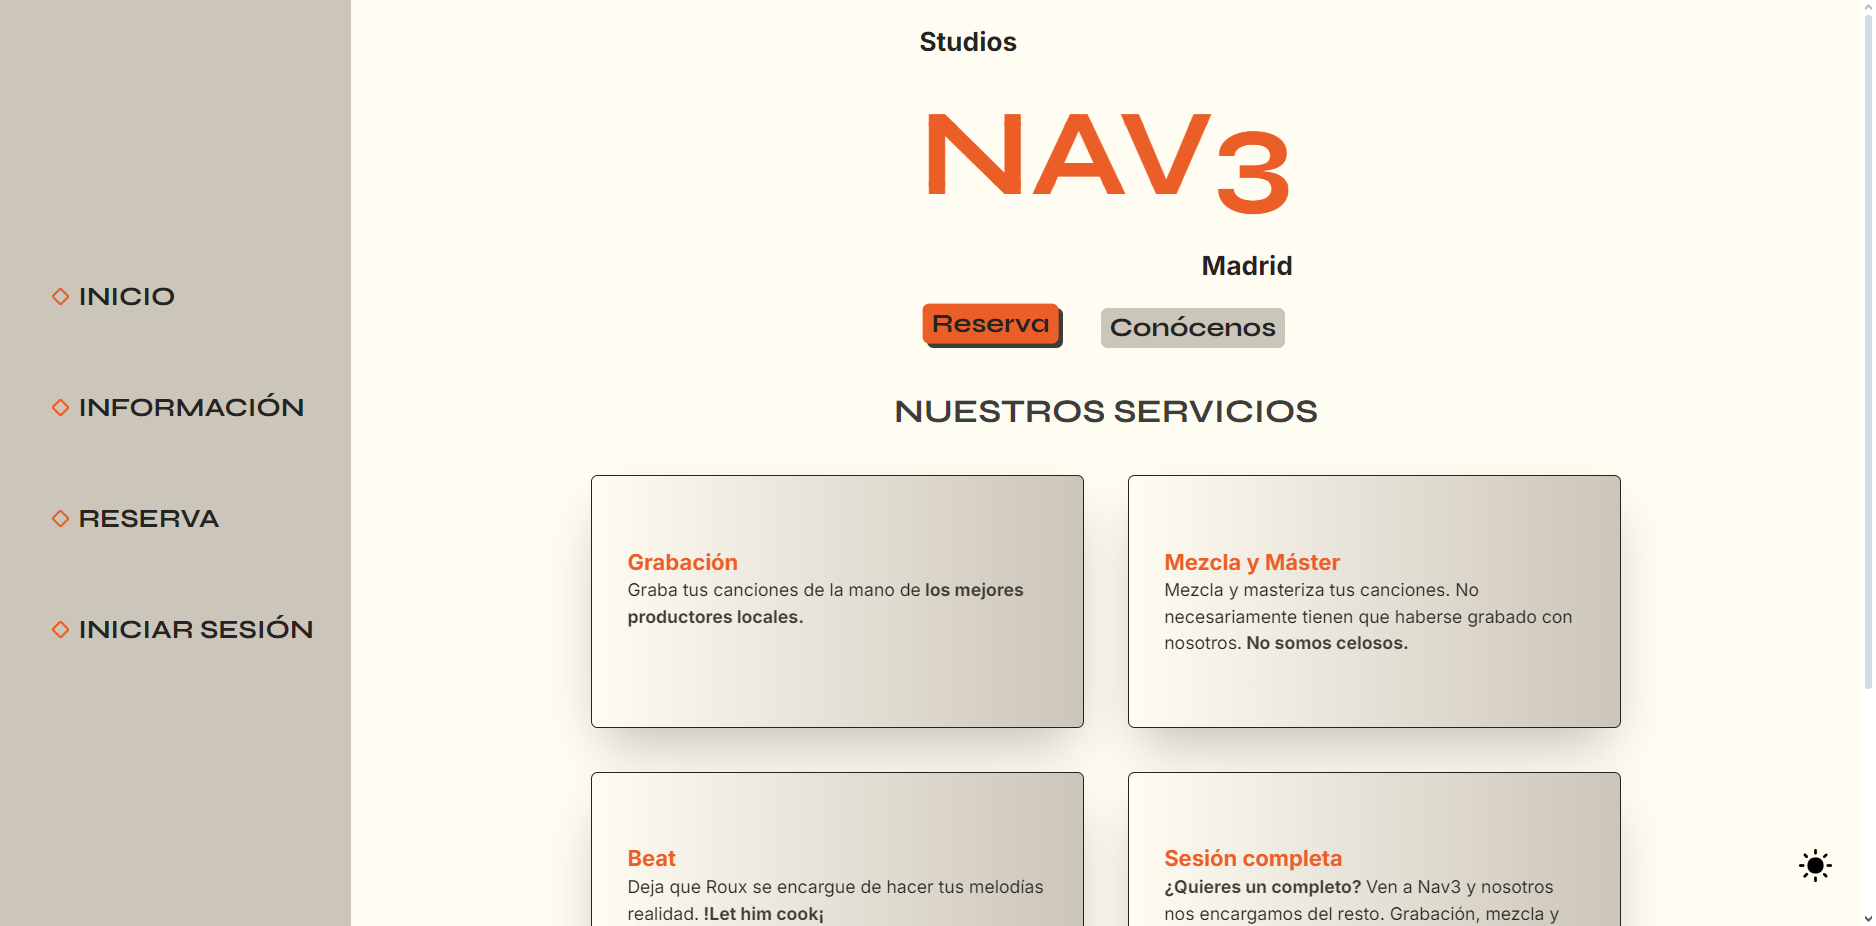 INICIO
INFORMACIÓN
RESERVA
INICIAR SESIÓN
Studios
NAV3
Madrid
Reserva
Conócenos
NUESTROS SERVICIOS
Grabación
Graba tus canciones de la mano de los mejores
productores locales.
Mezcla y Máster
Mezcla y masteriza tus canciones. No
necesariamente tienen que haberse grabado con
nosotros. No somos celosos.
Beat
Deja que Roux se encargue de hacer tus melodías
realidad. !Let him cook¡
Sesión completa
¿Quieres un completo? Ven a Nav3 y nosotros
nos encargamos del resto. Grabación, mezcla y